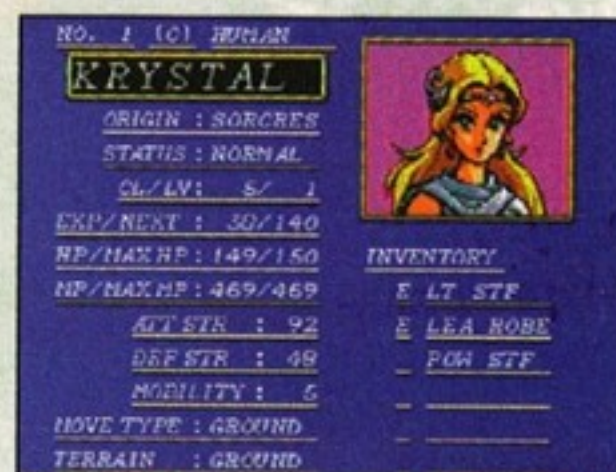 NO. 1 (C) HUMAN
KRYSTAL
ORIGIN : SORCRES
STATUS : NORMAL
CL/LV : S/ 1
EXP/NEXT : 30/140
HP/MAX HP : 149/150
MP/MAX MP : 469/469
ATT STR : 92
DEF STR : 48
MOBILITY : 5
MOVE TYPE : GROUND
TERRAIN : GROUND
INVENTORY
E LT STF
E LEA ROBE
POW STF